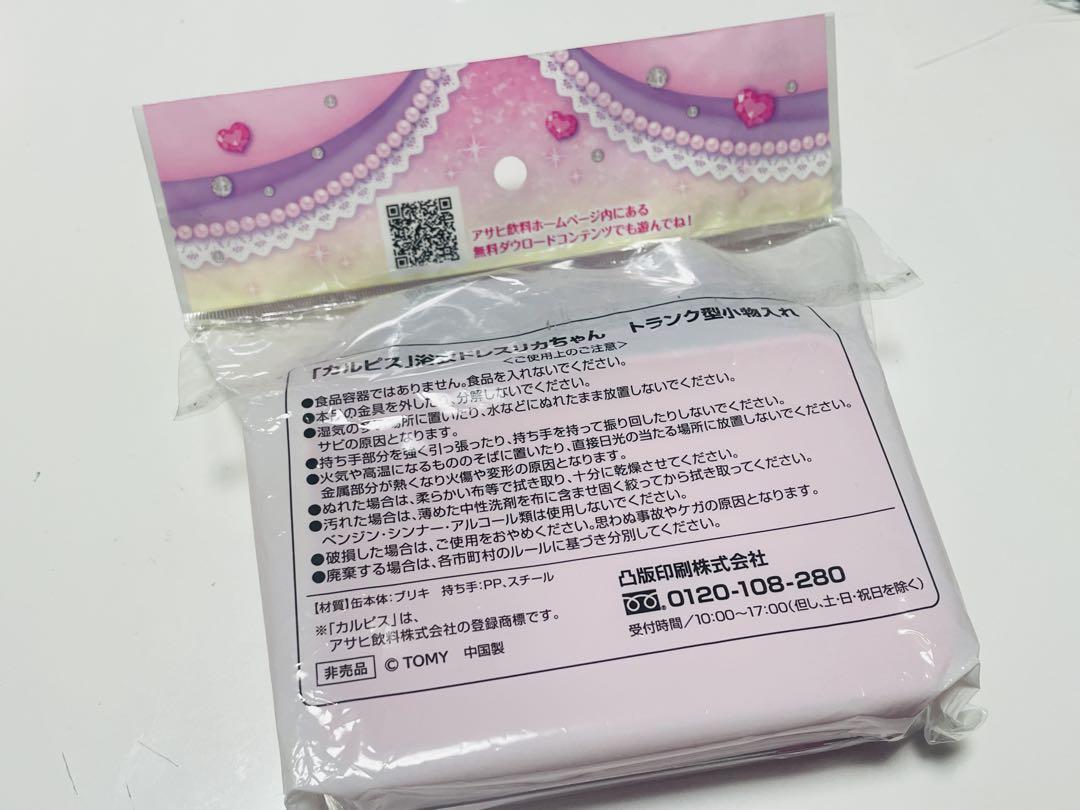 アサヒ飲料ホームページ内にある
無料ダウロードコンテンツでも遊んでね!
「カルピス」浴衣ドレスリカちゃん トランク型小物入れ
<ご使用上のご注意>
●食品容器ではありません。食品を入れないでください。
●本品の金具を外したり、分解しないでください。
●湿気の多い場所に置いたり、水などにぬれたまま放置しないでください。
サビの原因となります。
●持ち手部分を強く引っ張ったり、持ち手を持って振り回したりしないでください。
●火気や高温になるもののそばに置いたり、直接日光の当たる場所に放置しないでください。
金属部分が熱くなり火傷や変形の原因となります。
●ぬれた場合は、柔らかい布等で拭き取り、十分に乾燥させてください。
●汚れた場合は、薄めた中性洗剤を布に含ませ固く絞ってから拭き取ってください。
ベンジン・シンナー・アルコール類は使用しないでください。
●破損した場合は、ご使用をおやめください。思わぬ事故やケガの原因となります。
●廃棄する場合は、各市町村のルールに基づき分別してください。
【材質】缶本体:ブリキ 持ち手:PP、スチール
※「カルピス」は、
アサヒ飲料株式会社の登録商標です。
非売品 © TOMY 中国製
凸版印刷株式会社
0120-108-280
受付時間/10:00〜17:00(但し、土・日・祝日を除く)